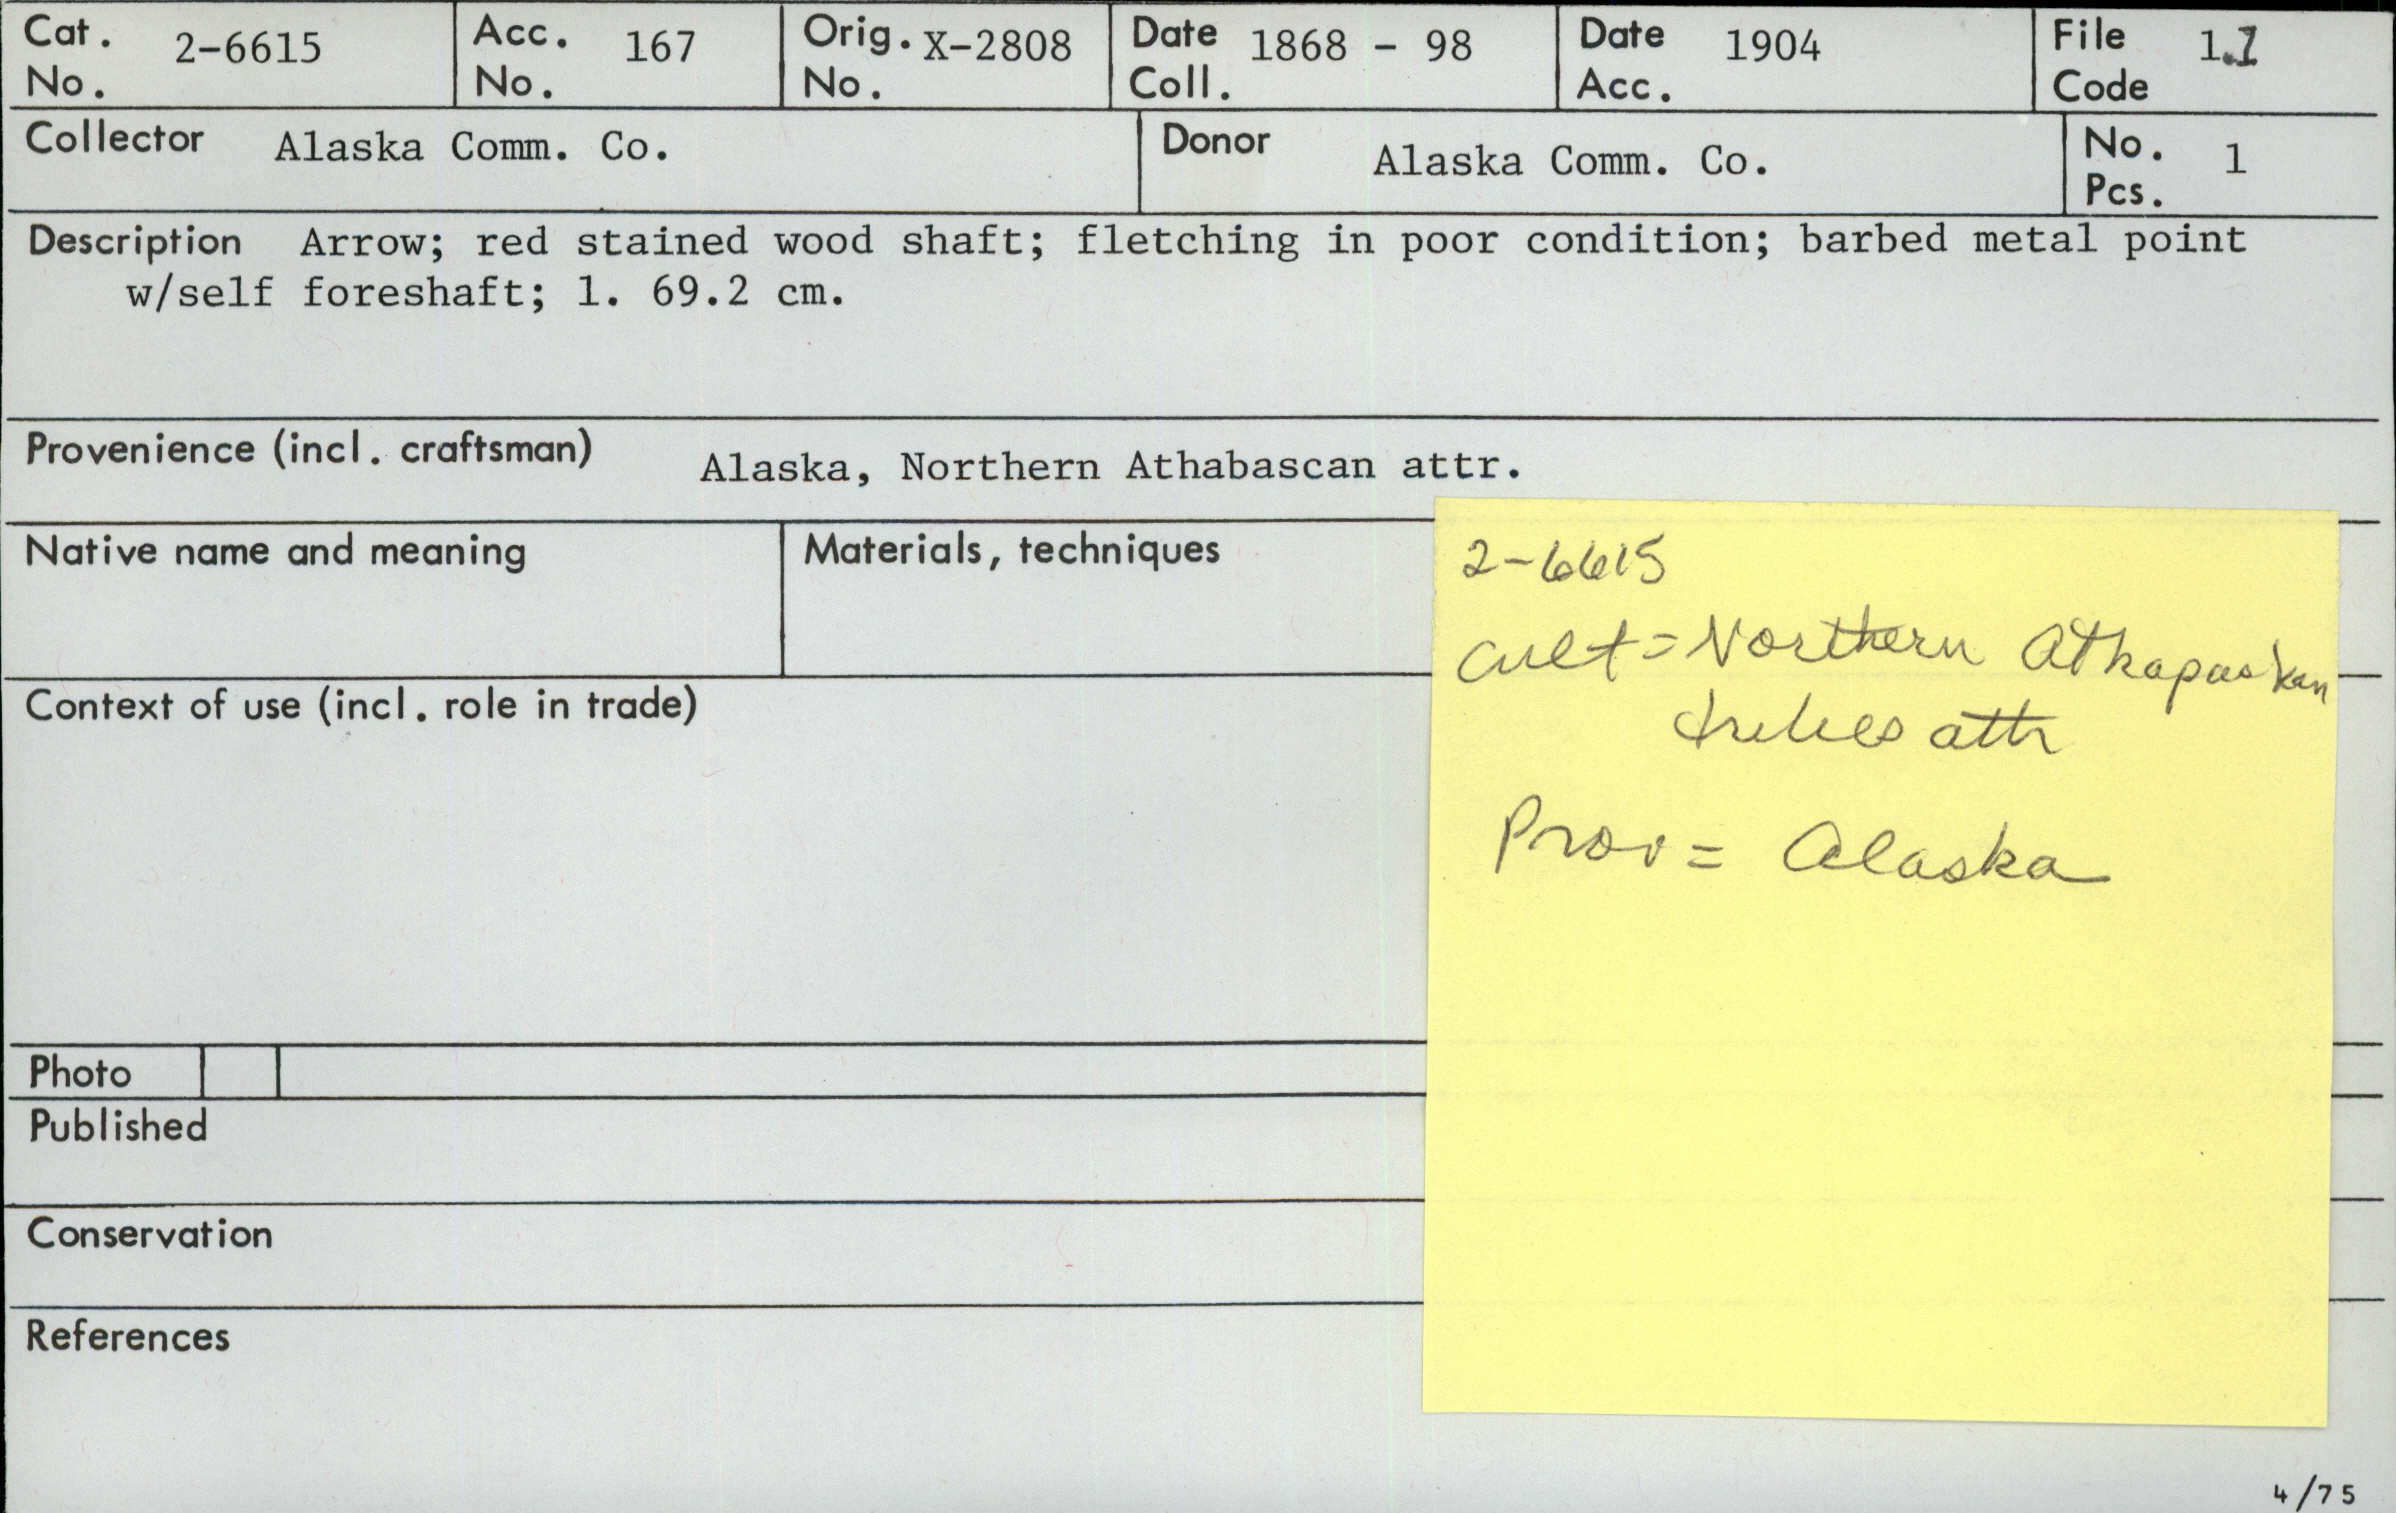 Cat. No. 2-6615
Acc. No. 167
Orig. No. X-2808
Date Coll. 1868 - 98
Date Acc. 1904
File Code 1.1
Collector Alaska Comm. Co.
Donor Alaska Comm. Co.
No. Pcs. 1
Description Arrow; red stained wood shaft; fletching in poor condition; barbed metal point
w/self foreshaft; l. 69.2 cm.
Provenience (incl. craftsman) Alaska, Northern Athabascan attr.
Native name and meaning
Materials, techniques
2-6615
Cult = Northern Athapaskan
tribes attr
Prov = Alaska
Context of use (incl. role in trade)
Photo
Published
Conservation
References
4/75